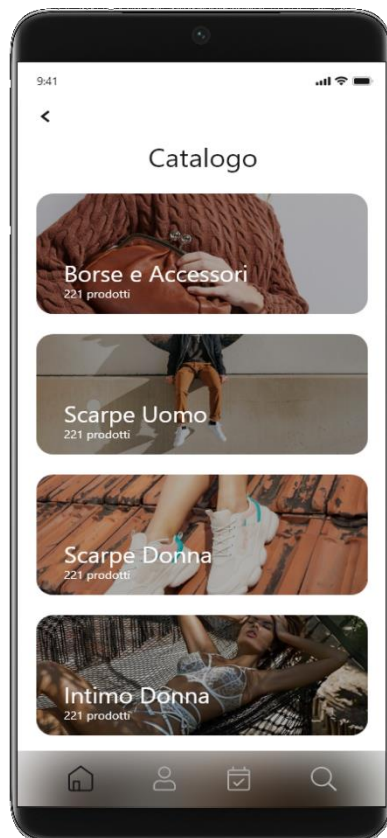 9:41
Catalogo
Borse e Accessori
221 prodotti
Scarpe Uomo
221 prodotti
Scarpe Donna
221 prodotti
Intimo Donna
221 prodotti